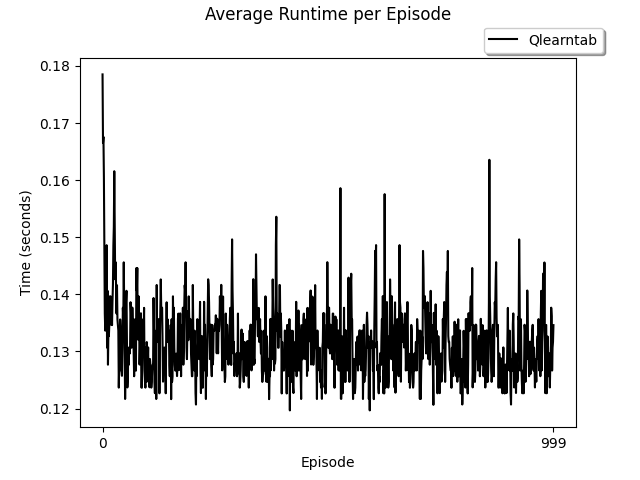 Average Runtime per Episode
Qlearntab
0.18
0.17
0.16
0.15
0.14
0.13
0.12
Time (seconds)
0
999
Episode